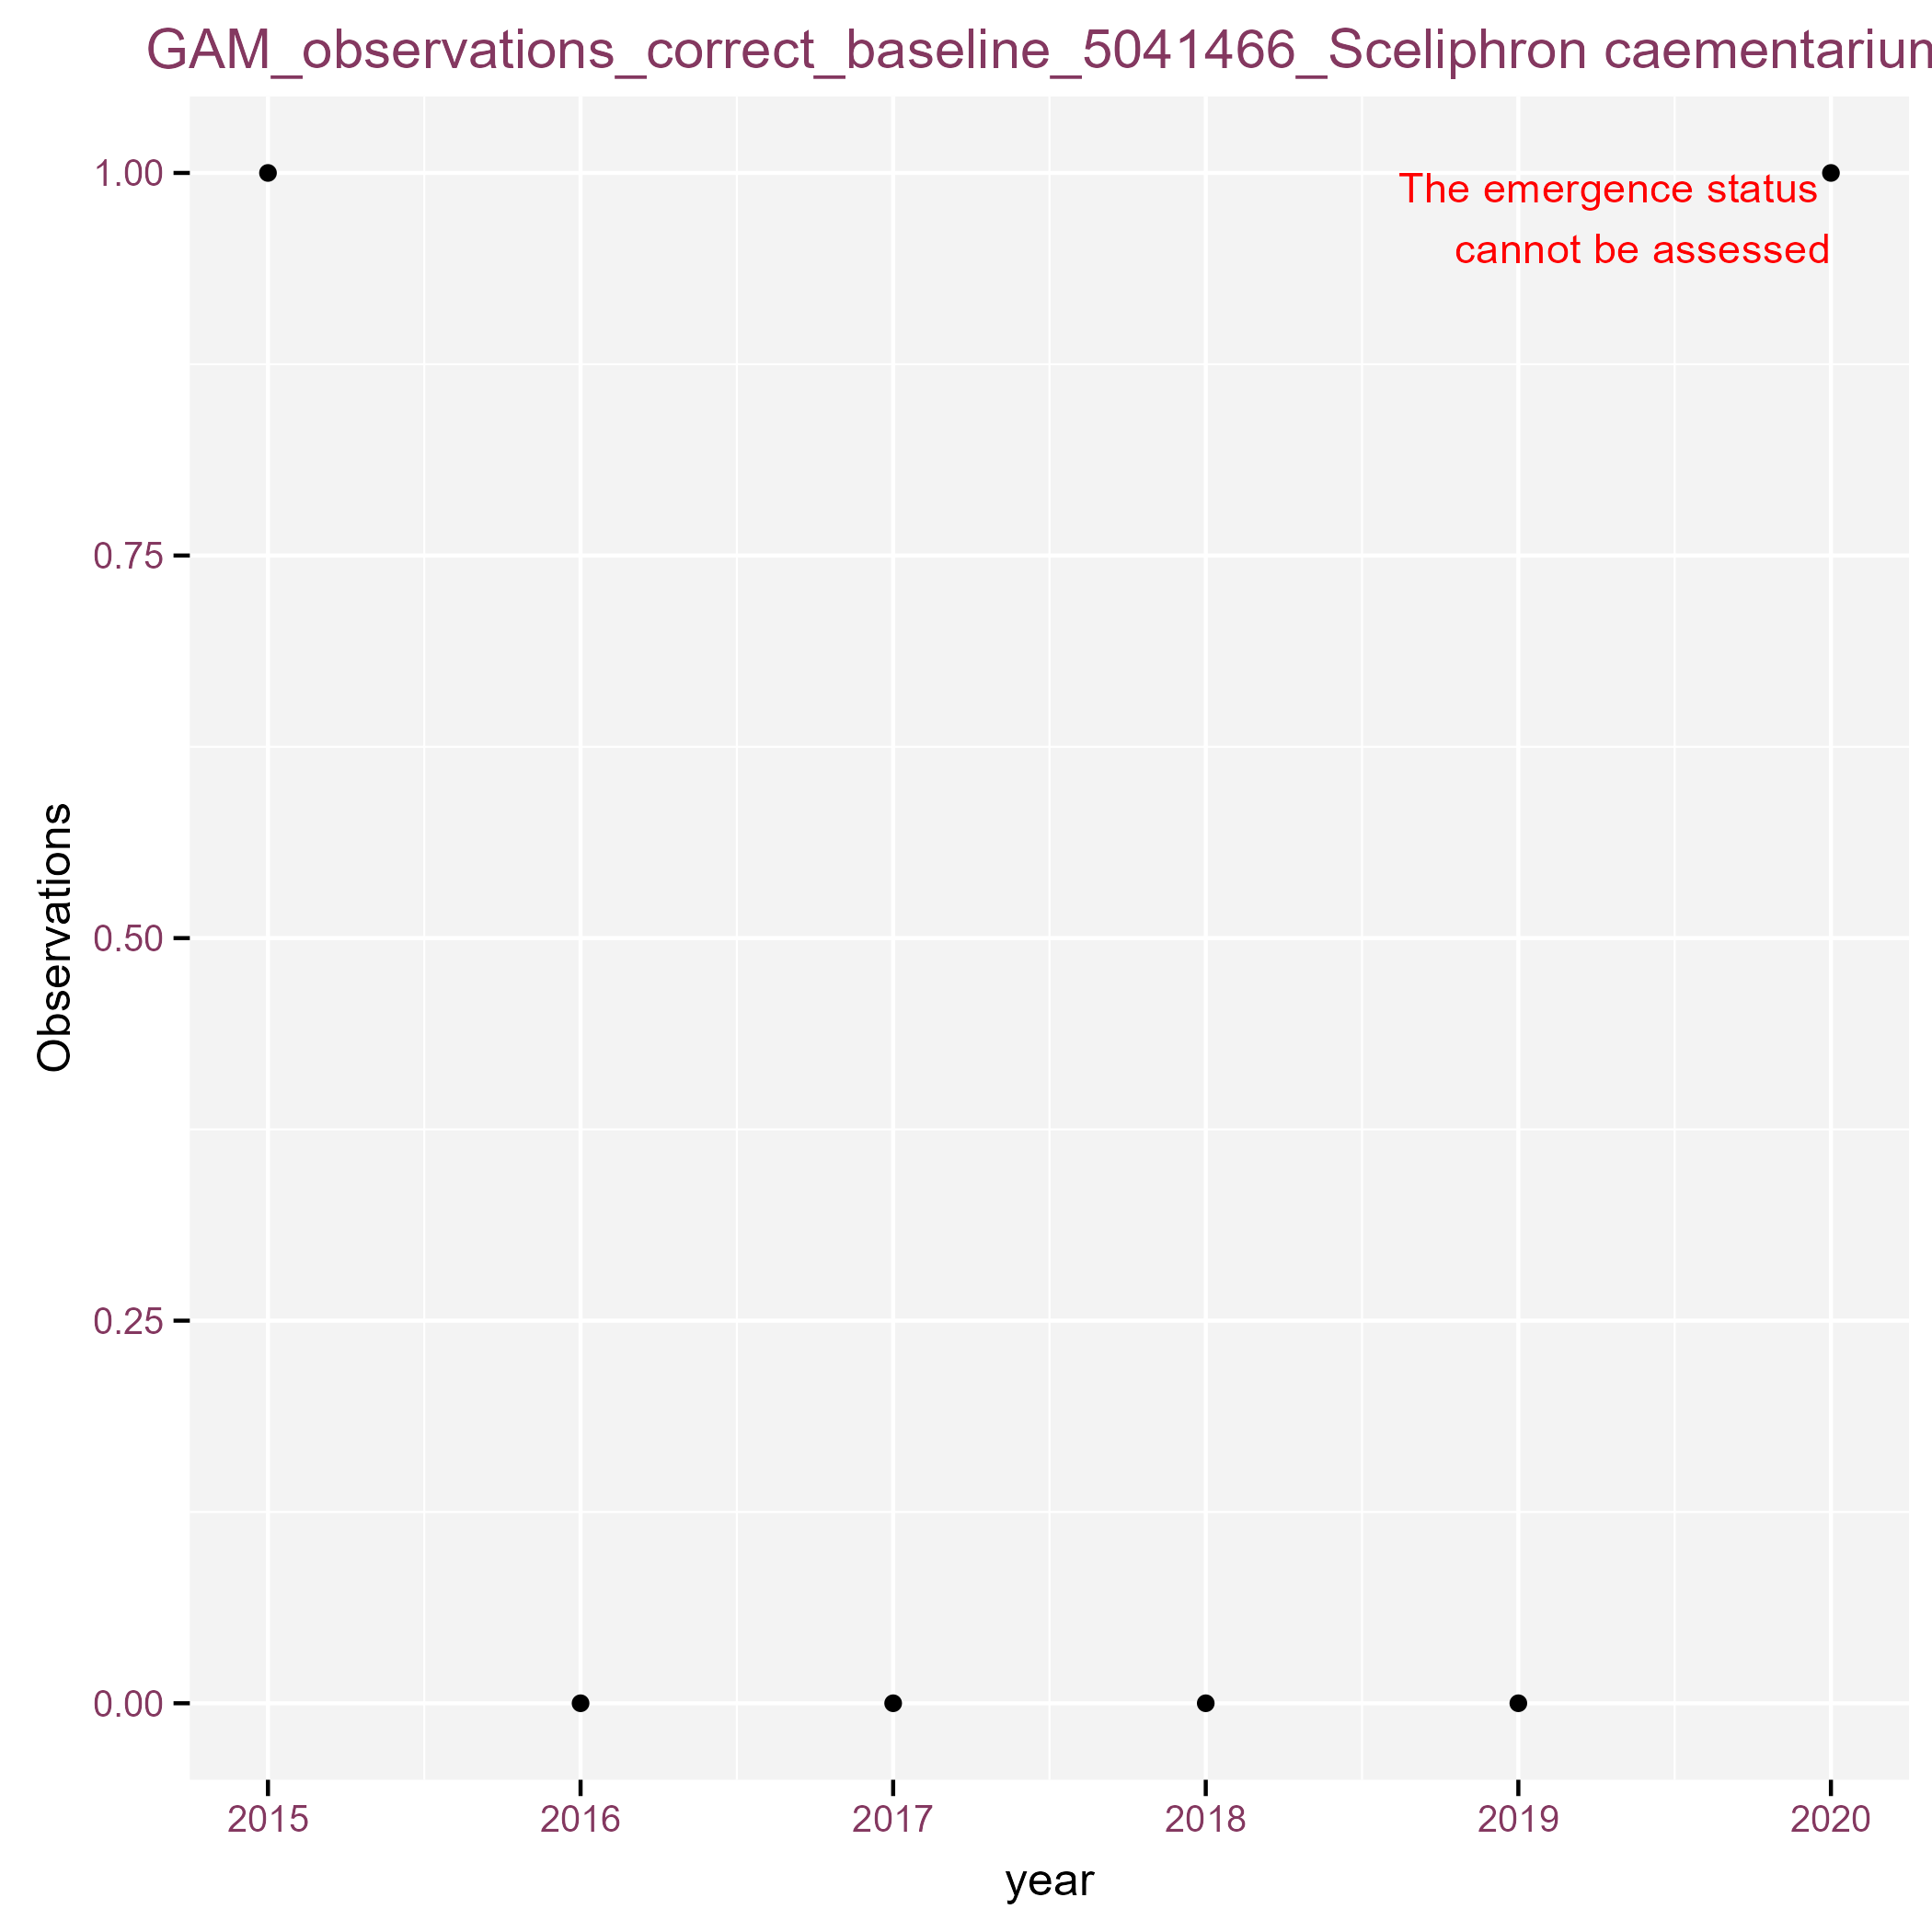 GAM_observations_correct_baseline_5041466_Sceliphron caementariun
1.00
The emergence status
cannot be assessed
0.75
0.50
0.25
0.00
Observations
2015 2016 2017 2018 2019 2020
year